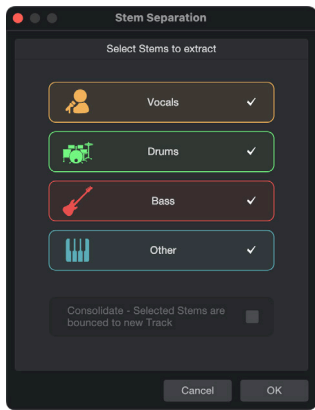 Stem Separation
Select Stems to extract
Vocals
Drums
Bass
Other
Consolidate - Selected Stems are
bounced to new Track
Cancel
OK